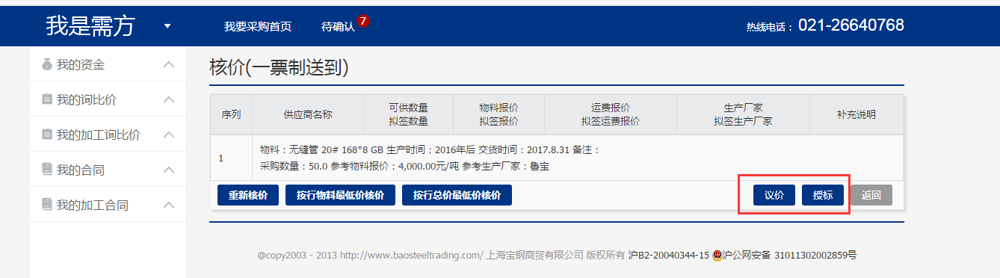 我是需方
我要采购首页
待确认
7
热线电话：021-26640768
我的资金
我的询比价
我的加工询比价
我的合同
我的加工合同
核价(一票制送到)
序列
供应商名称
可供数量
拟签数量
物料报价
拟签报价
运费报价
拟签运费报价
生产厂家
拟签生产厂家
补充说明
1
物料：无缝管 20# 168*8 GB 生产时间；2016年后 交货时间：2017.8.31 备注：
采购数量：50.0 参考物料报价：4,000.00元/吨 参考生产厂家：鲁宝
重新核价
按行物料最低价核价
按行总价最低价核价
议价
授标
返回
@copy2003 - 2013 http://www.baosteeltrading.com/ 上海宝钢商贸有限公司 版权所有 沪B2-20040344-15 沪公网安备 31011302002859号